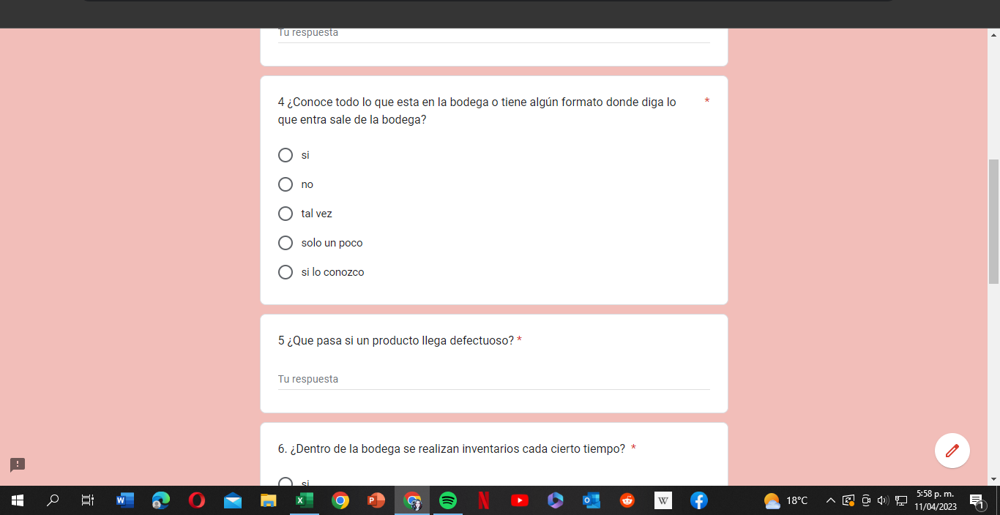 Tu respuesta
4 ¿Conoce todo lo que esta en la bodega o tiene algún formato donde diga lo *
que entra sale de la bodega?
si
no
tal vez
solo un poco
si lo conozco
5 ¿Que pasa si un producto llega defectuoso? *
Tu respuesta
6. ¿Dentro de la bodega se realizan inventarios cada cierto tiempo? *
si
18°C
5:58 p. m.
11/04/2023
1